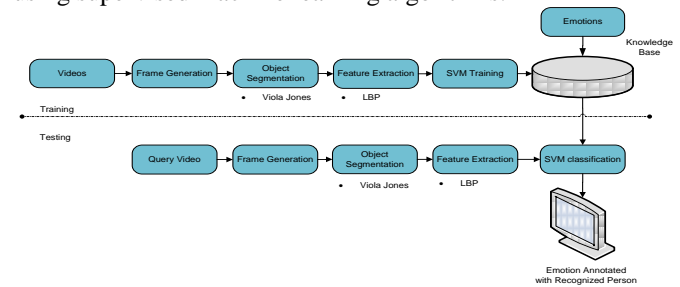 Emotions
Knowledge
Base
Videos
Frame Generation
Object
Segmentation
Feature Extraction
SVM Training
• Viola Jones
• LBP
Training
Testing
Query Video
Frame Generation
Object
Segmentation
Feature Extraction
SVM classification
• Viola Jones
• LBP
Emotion Annotated
with Recognized Person